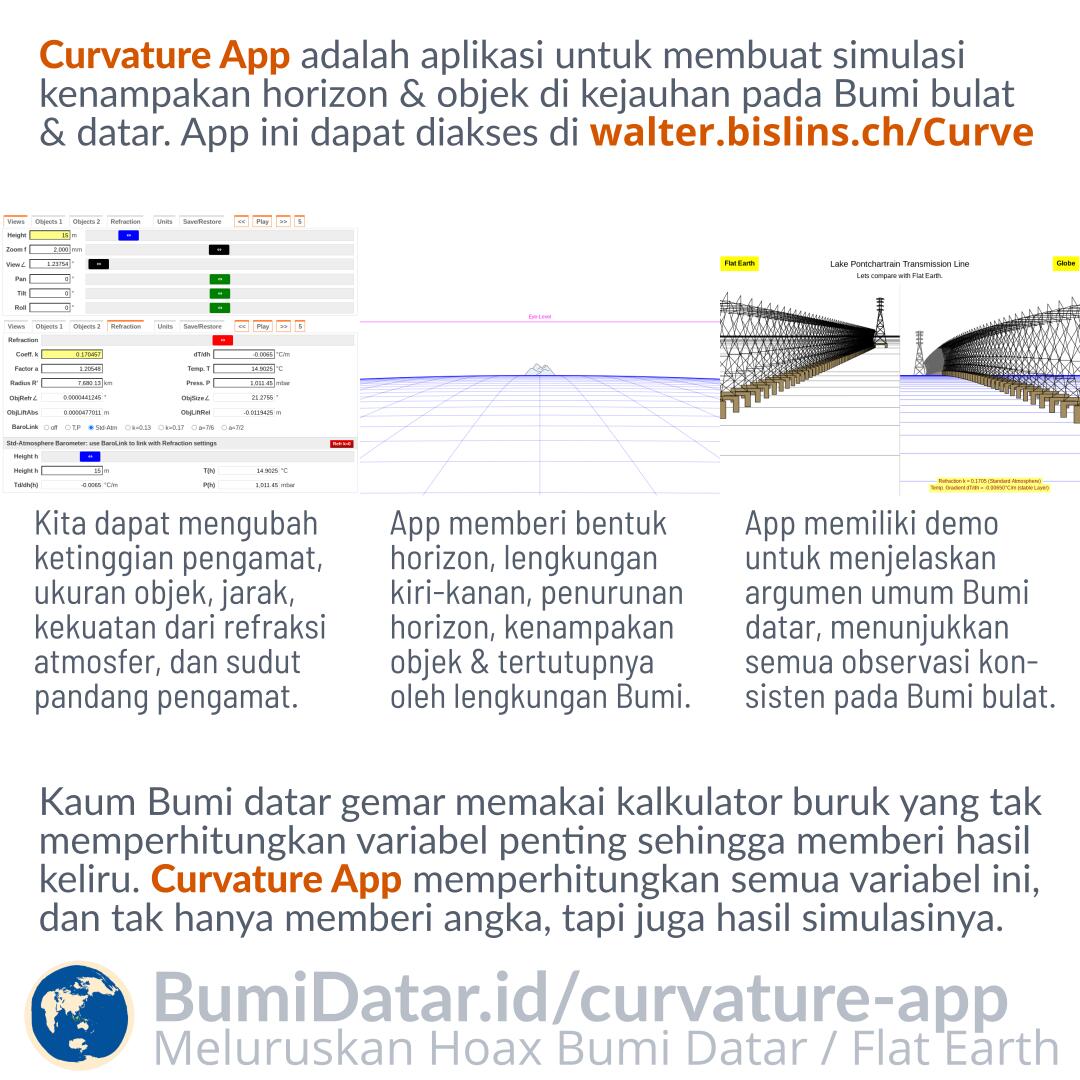 Curvature App adalah aplikasi untuk membuat simulasi
kenampakan horizon & objek di kejauhan pada Bumi bulat
& datar. App ini dapat diakses di walter.bislins.ch/Curve
Views Objects 1 Objects 2 Refraction Units Save/Restore << Play >> 5
Height 15 m
Zoom f 2.000 mm
View∠ 1.23754 °
Pan 0 °
Tilt 0 °
Roll 0 °
Views Objects 1 Objects 2 Refraction Units Save/Restore << Play >> 5
Refraction
Coeff. k 0.170457 dT/dh -0.0065 °C/m
Factor a 1.20548 Temp. T 14.9025 °C
Radius R' 7,680.13 km Press. P 1,011.45 mbar
ObjRefr∠ 0.0000441245 ° ObjSize∠ 21.2755 °
ObjLiftAbs 0.0000477011 m ObjLiftRel -0.0119425 m
BaroLink off T,P Std-Atm k=0.13 k=0.17 a=7/6 a=7/2
Std-Atmosphere Barometer: use BaroLink to link with Refraction settings Refr k=0
Height h
Height h 15 m T(h) 14.9025 °C
Td/dh(h) -0.0065 °C/m P(h) 1,011.45 mbar
Eye-Level
Flat Earth Lake Pontchartrain Transmission Line Globe
Lets compare with Flat Earth.
Refraction k = 0.1705 (Standard Atmosphere)
Temp. Gradient dT/dh = -0.00650°C/m (stable Layer)
Kita dapat mengubah
ketinggian pengamat,
ukuran objek, jarak,
kekuatan dari refraksi
atmosfer, dan sudut
pandang pengamat.
App memberi bentuk
horizon, lengkungan
kiri-kanan, penurunan
horizon, kenampakan
objek & tertutupnya
oleh lengkungan Bumi.
App memiliki demo
untuk menjelaskan
argumen umum Bumi
datar, menunjukkan
semua observasi kon-
sisten pada Bumi bulat.
Kaum Bumi datar gemar memakai kalkulator buruk yang tak
memperhitungkan variabel penting sehingga memberi hasil
keliru. Curvature App memperhitungkan semua variabel ini,
dan tak hanya memberi angka, tapi juga hasil simulasinya.
BumiDatar.id/curvature-app
Meluruskan Hoax Bumi Datar / Flat Earth